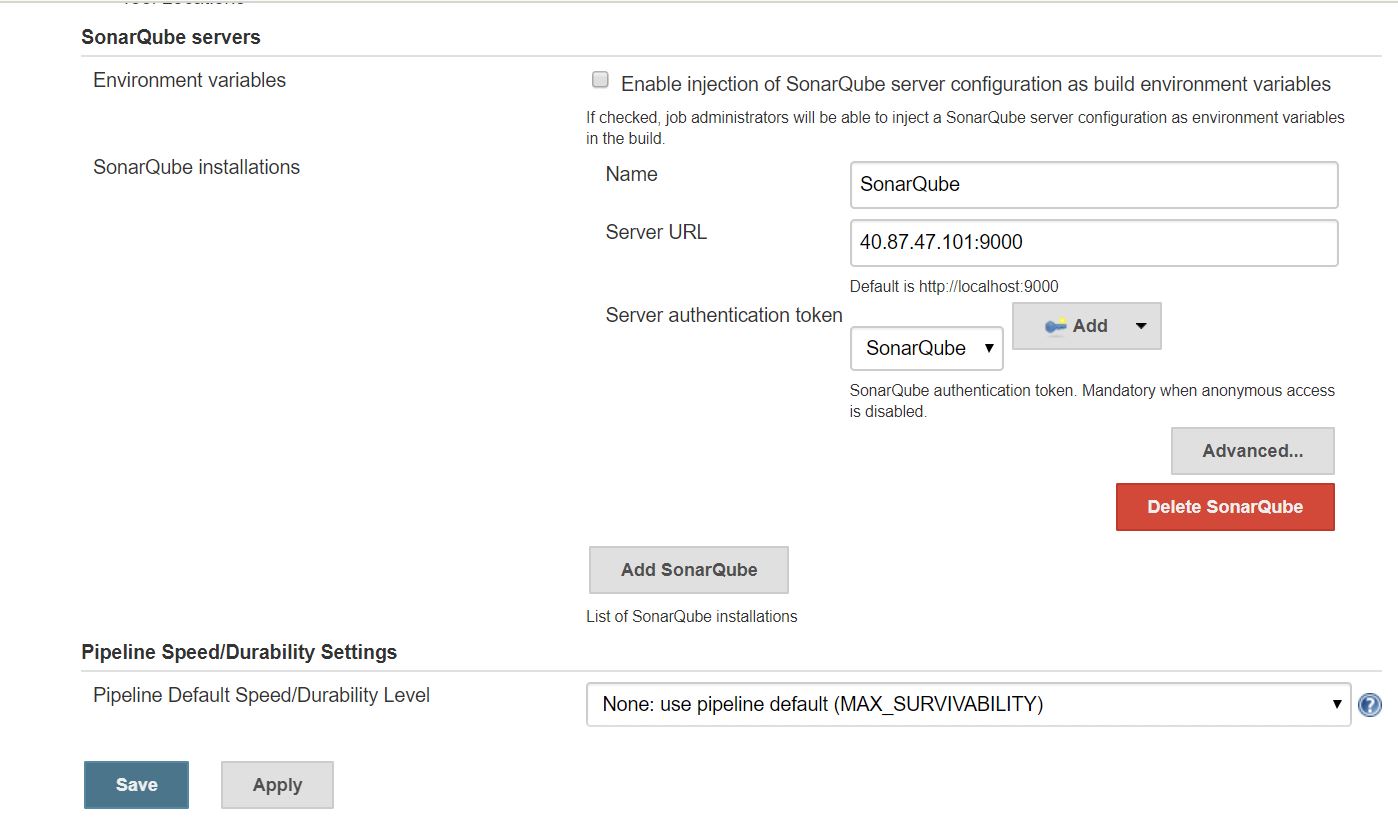 SonarQube servers
Environment variables
Enable injection of SonarQube server configuration as build environment variables
If checked, job administrators will be able to inject a SonarQube server configuration as environment variables
in the build.
SonarQube installations
Name
SonarQube
Server URL
40.87.47.101:9000
Default is http://localhost:9000
Server authentication token
SonarQube
Add
SonarQube authentication token. Mandatory when anonymous access
is disabled.
Advanced...
Delete SonarQube
Add SonarQube
List of SonarQube installations
Pipeline Speed/Durability Settings
Pipeline Default Speed/Durability Level
None: use pipeline default (MAX_SURVIVABILITY)
Save
Apply